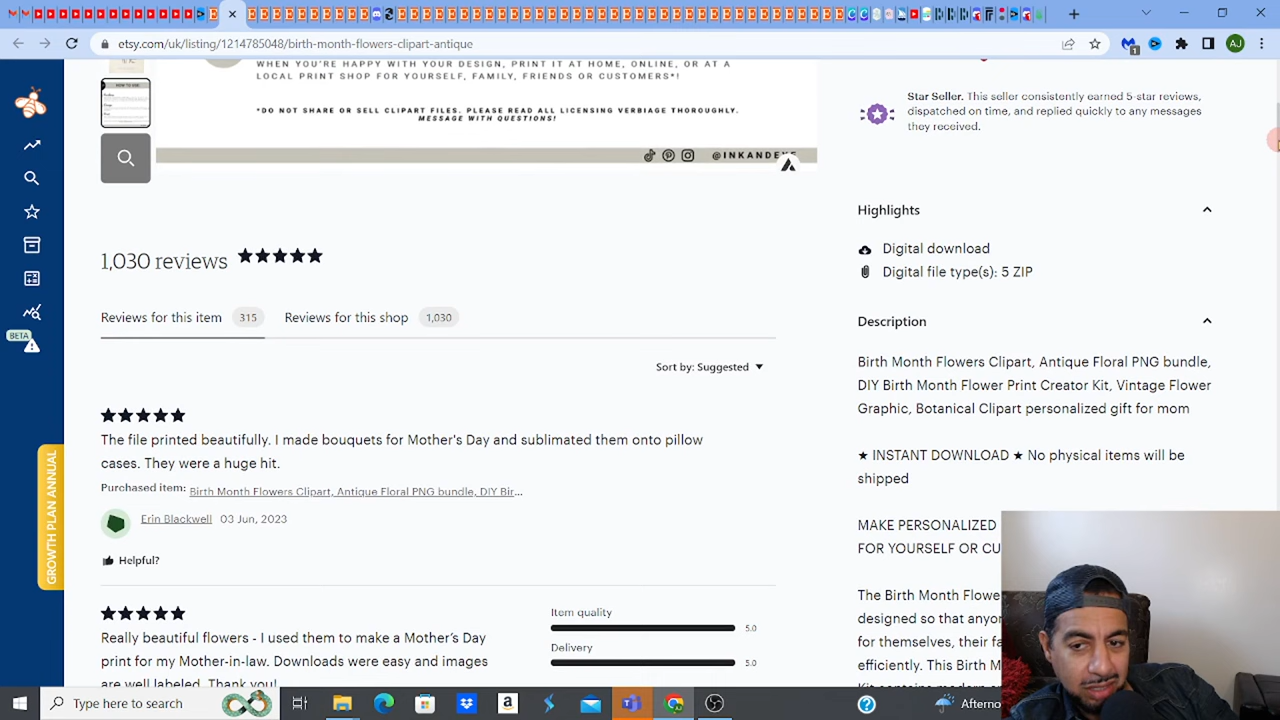 etsy.com/uk/listing/1214785048/birth-month-flowers-clipart-antique
AJ
WHEN YOU'RE HAPPY WITH YOUR DESIGN, PRINT IT AT HOME, ONLINE, OR AT A
LOCAL PRINT SHOP FOR YOURSELF, FAMILY, FRIENDS OR CUSTOMERS*!
*DO NOT SHARE OR SELL CLIPART FILES. PLEASE READ ALL LICENSING VERBIAGE THOROUGHLY.
MESSAGE WITH QUESTIONS!
Star Seller. This seller consistently earned 5-star reviews,
dispatched on time, and replied quickly to any messages
they received.
Highlights
Digital download
Digital file type(s): 5 ZIP
1,030 reviews
Reviews for this item 315 Reviews for this shop 1,030
Sort by: Suggested
The file printed beautifully. I made bouquets for Mother's Day and sublimated them onto pillow
cases. They were a huge hit.
Purchased item: Birth Month Flowers Clipart, Antique Floral PNG bundle, DIY Bir...
Erin Blackwell 03 Jun, 2023
Helpful?
Really beautiful flowers - I used them to make a Mother's Day
print for my Mother-in-law. Downloads were easy and images
are well labeled. Thank you!
Item quality
5.0
Delivery
5.0
Description
Birth Month Flowers Clipart, Antique Floral PNG bundle,
DIY Birth Month Flower Print Creator Kit, Vintage Flower
Graphic, Botanical Clipart personalized gift for mom
★ INSTANT DOWNLOAD ★ No physical items will be
shipped
MAKE PERSONALIZED
FOR YOURSELF OR CU
The Birth Month Flowe
designed so that anyor
for themselves, their fa
efficiently. This Birth M
BETA
GROWTH PLAN ANNUAL
Type here to search
Afterno